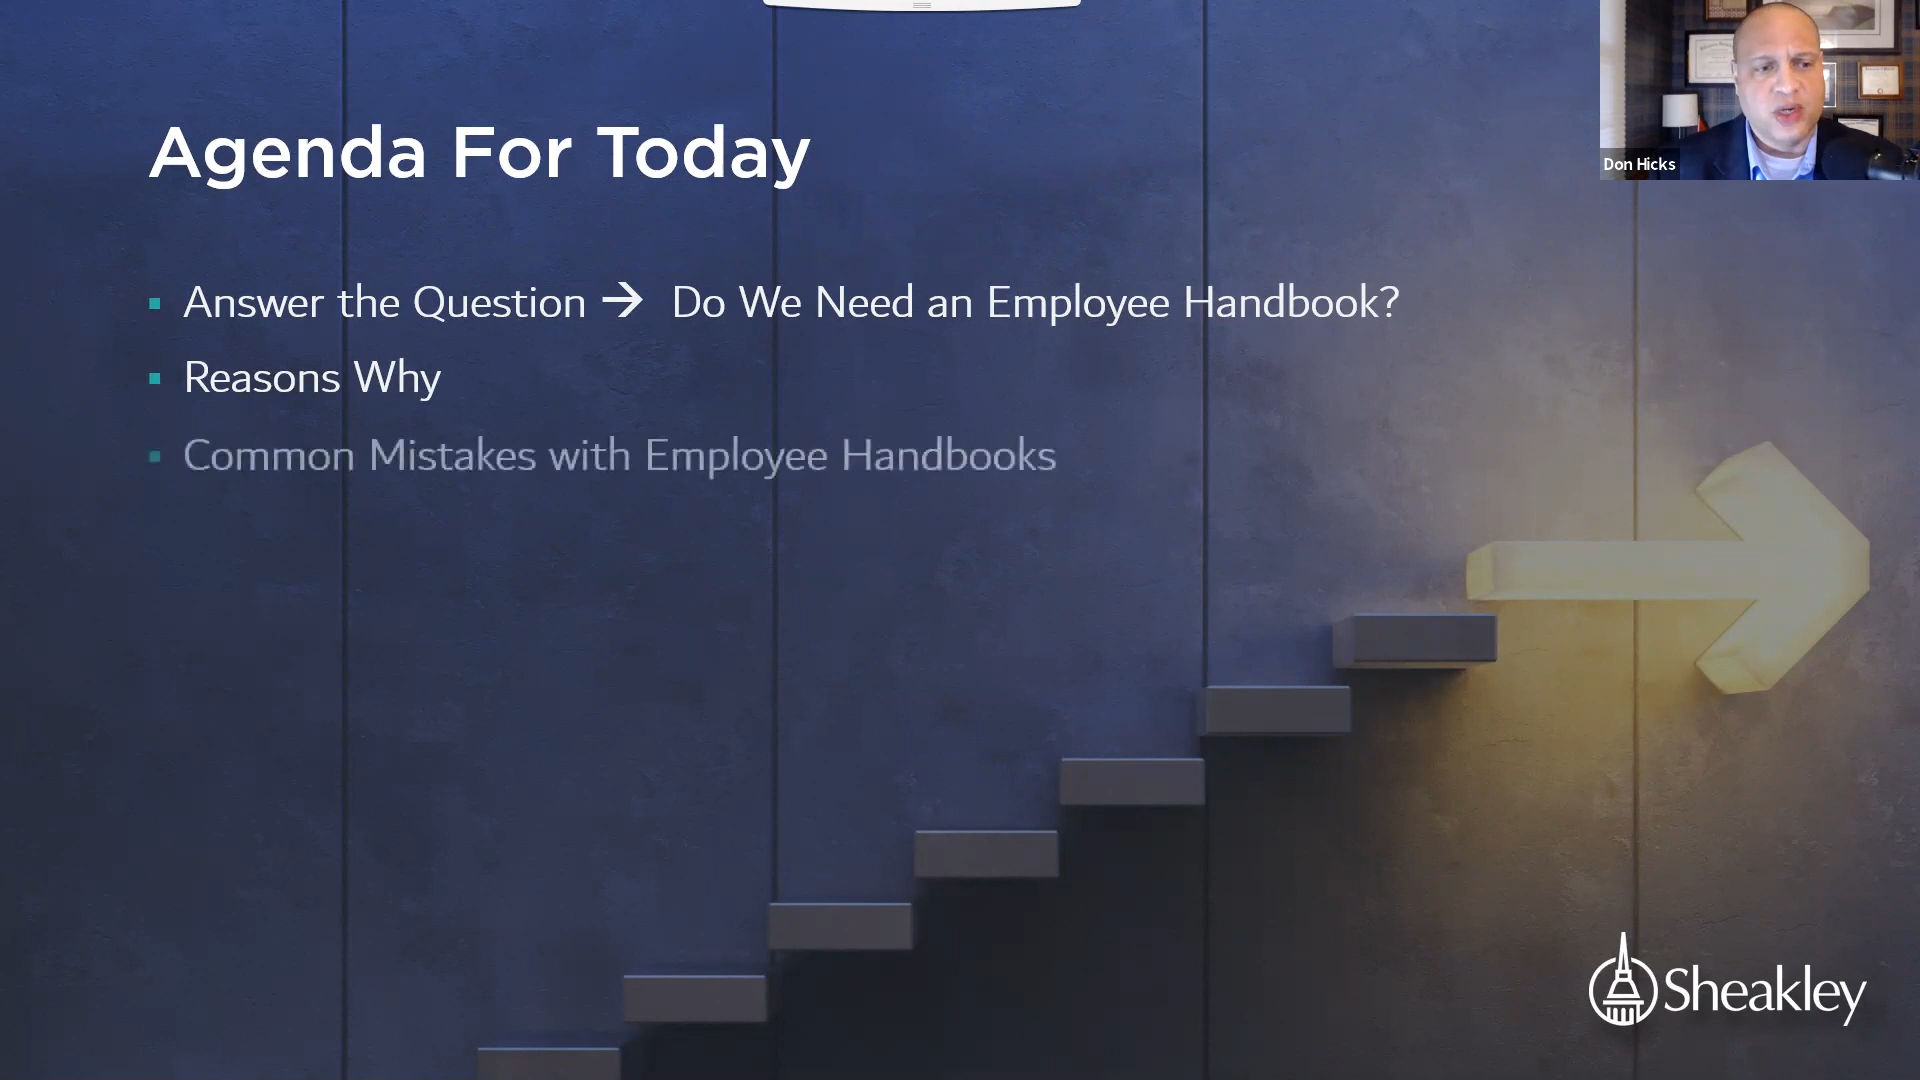 Agenda For Today
Don Hicks
▪ Answer the Question → Do We Need an Employee Handbook?
▪ Reasons Why
▪ Common Mistakes with Employee Handbooks
Sheakley